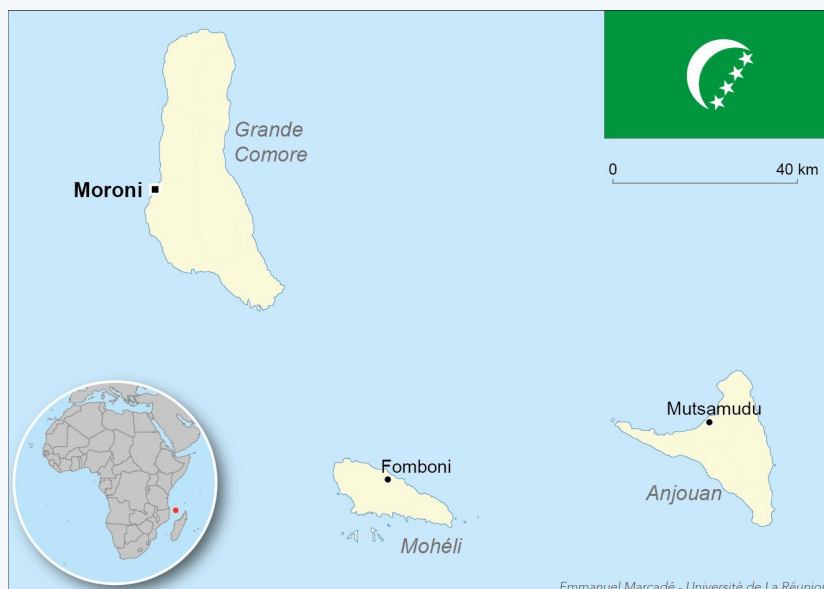 Grande
Comore
Moroni
0 40 km
Mutsamudu
Fomboni
Anjouan
Mohéli
Emmanuel Marcadé - Université de La Réunion